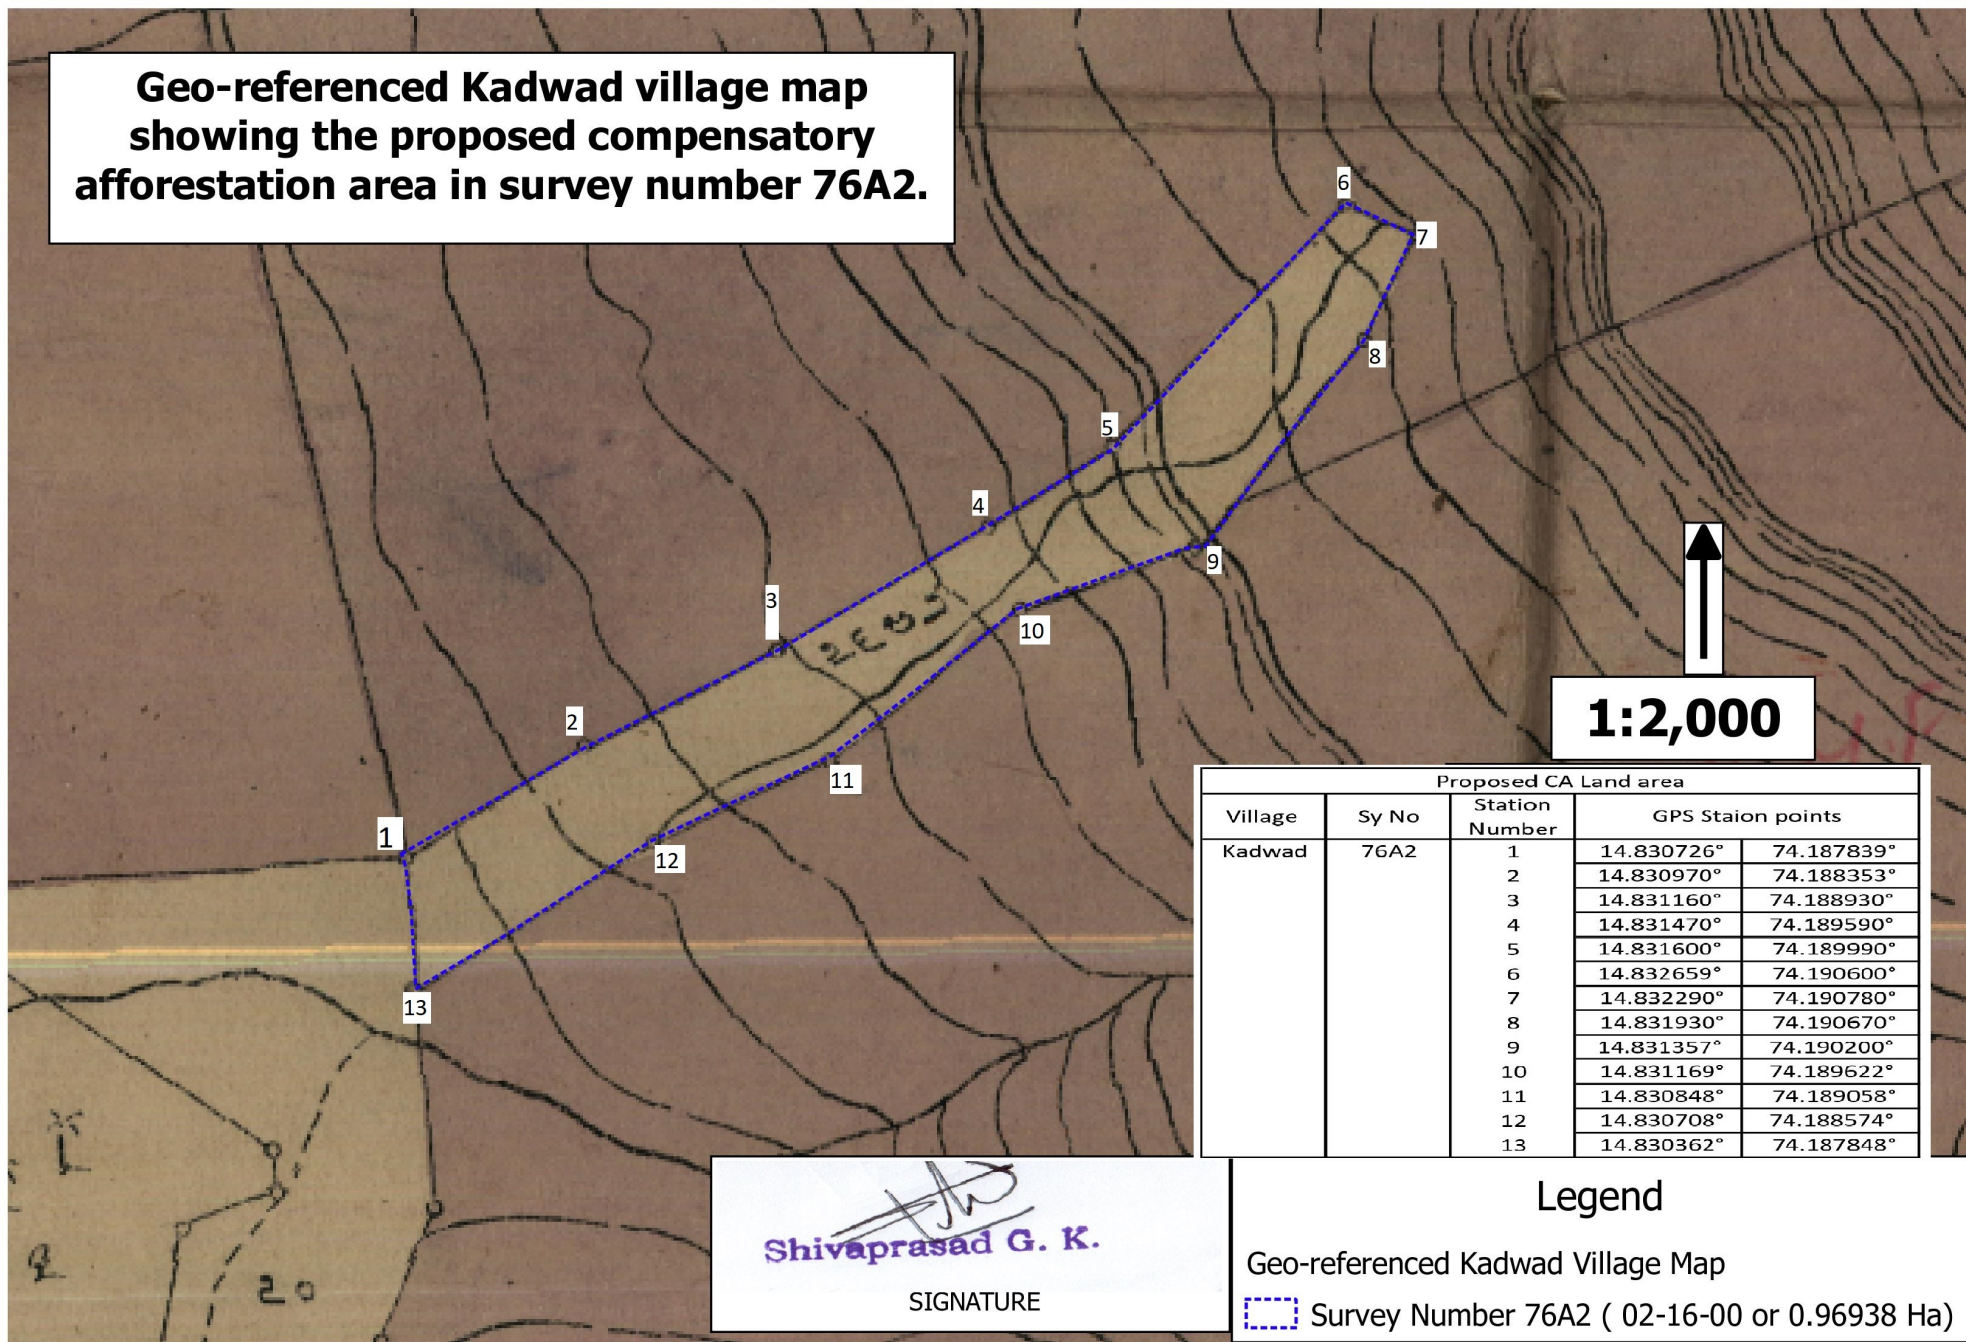 Geo-referenced Kadwad village map
showing the proposed compensatory
afforestation area in survey number 76A2.
6
7
8
5
4
9
3
10
2
11
1
12
13
1:2,000
Proposed CA Land area
Village Sy No Station Number GPS Staion points
Kadwad 76A2 1 14.830726° 74.187839°
2 14.830970° 74.188353°
3 14.831160° 74.188930°
4 14.831470° 74.189590°
5 14.831600° 74.189990°
6 14.832659° 74.190600°
7 14.832290° 74.190780°
8 14.831930° 74.190670°
9 14.831357° 74.190200°
10 14.831169° 74.189622°
11 14.830848° 74.189058°
12 14.830708° 74.188574°
13 14.830362° 74.187848°
Shivaprasad G. K.
SIGNATURE
Legend
Geo-referenced Kadwad Village Map
Survey Number 76A2 ( 02-16-00 or 0.96938 Ha)